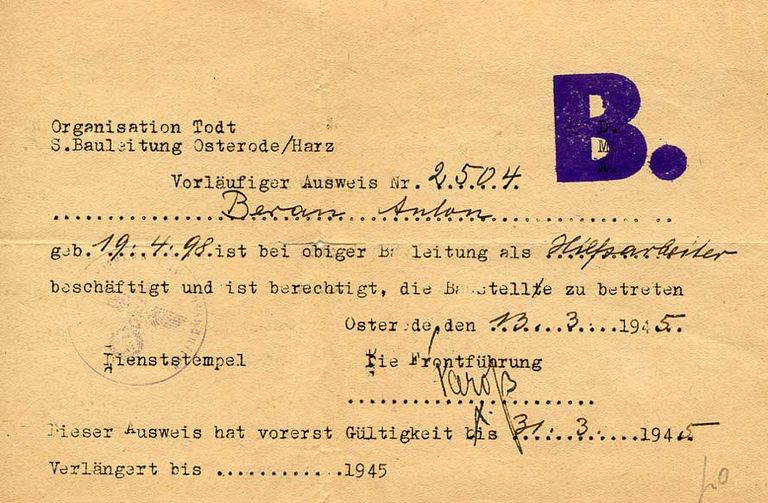 B.
Organisation Todt
S.Bauleitung Osterode/Harz
M
Vorläufiger Ausweis Nr. 2504.
Beran Anton
geb. 19.4.98. ist bei obiger Bauleitung als Hilfsarbeiter
beschäftigt und ist berechtigt, die Baustellte zu betreten
Osterode, den 13. 3. 1945.
Dienststempel Die Frontführung
Dieser Ausweis hat vorerst Gültigkeit bis 31. 3. 1945
Verlängert bis ...........1945